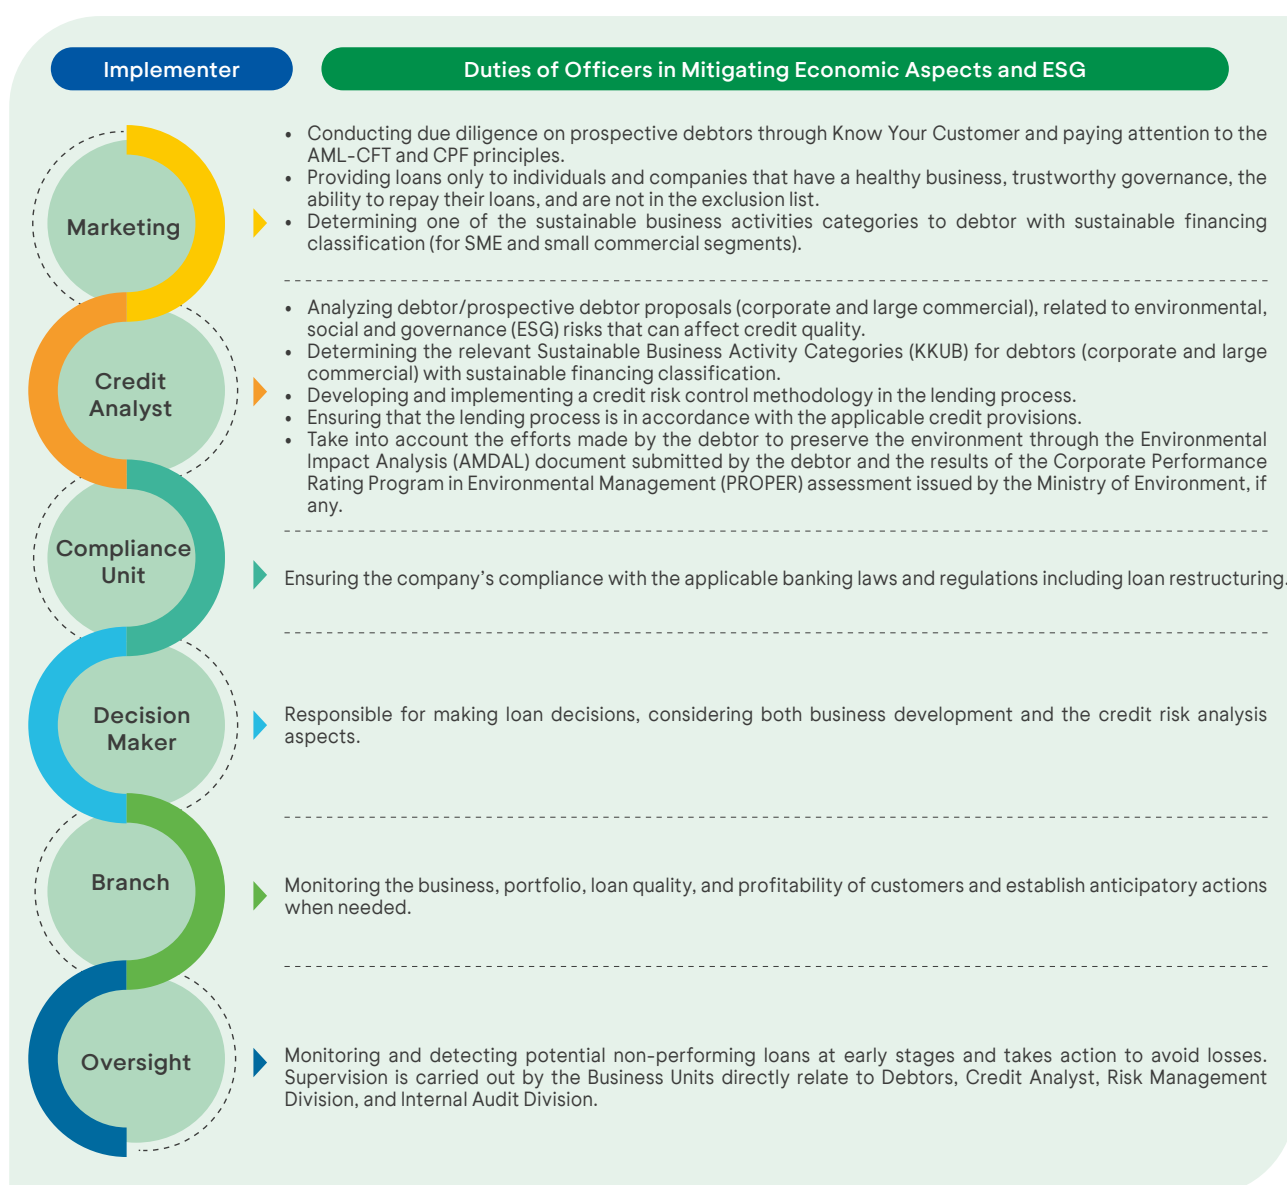 Implementer
Duties of Officers in Mitigating Economic Aspects and ESG
Marketing
• Conducting due diligence on prospective debtors through Know Your Customer and paying attention to the
AML-CFT and CPF principles.
• Providing loans only to individuals and companies that have a healthy business, trustworthy governance, the
ability to repay their loans, and are not in the exclusion list.
• Determining one of the sustainable business activities categories to debtor with sustainable financing
classification (for SME and small commercial segments).
Credit
Analyst
• Analyzing debtor/prospective debtor proposals (corporate and large commercial), related to environmental,
social and governance (ESG) risks that can affect credit quality.
• Determining the relevant Sustainable Business Activity Categories (KKUB) for debtors (corporate and large
commercial) with sustainable financing classification.
• Developing and implementing a credit risk control methodology in the lending process.
• Ensuring that the lending process is in accordance with the applicable credit provisions.
• Take into account the efforts made by the debtor to preserve the environment through the Environmental
Impact Analysis (AMDAL) document submitted by the debtor and the results of the Corporate Performance
Rating Program in Environmental Management (PROPER) assessment issued by the Ministry of Environment, if
any.
Compliance
Unit
Ensuring the company's compliance with the applicable banking laws and regulations including loan restructuring.
Decision
Maker
Responsible for making loan decisions, considering both business development and the credit risk analysis
aspects.
Branch
Monitoring the business, portfolio, loan quality, and profitability of customers and establish anticipatory actions
when needed.
Oversight
Monitoring and detecting potential non-performing loans at early stages and takes action to avoid losses.
Supervision is carried out by the Business Units directly relate to Debtors, Credit Analyst, Risk Management
Division, and Internal Audit Division.